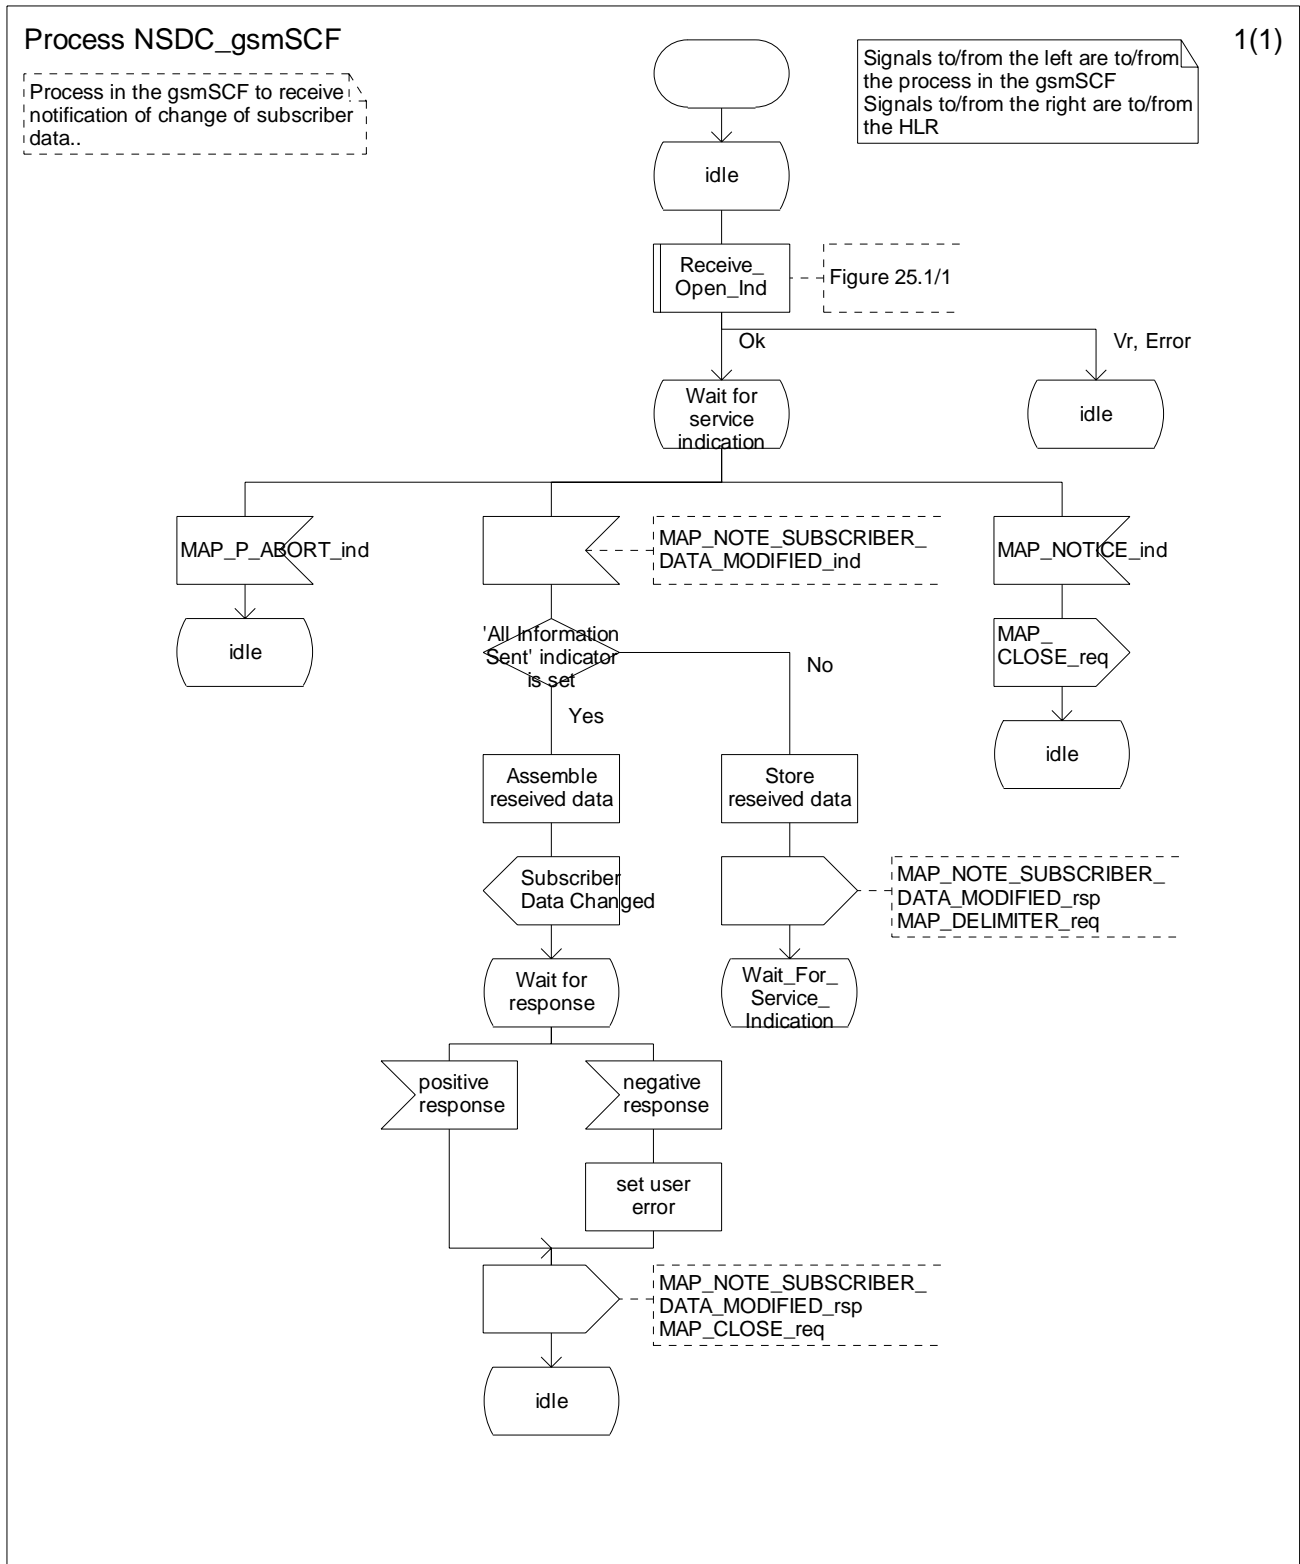 Process NSDC_gsmSCF
1(1)
Process in the gsmSCF to receive
notification of change of subscriber
data..
Signals to/from the left are to/from
the process in the gsmSCF
Signals to/from the right are to/from
the HLR
idle
Receive_
Open_Ind
Figure 25.1/1
Ok
Vr, Error
Wait for
service
indication
idle
MAP_P_ABORT_ind
MAP_NOTE_SUBSCRIBER_
DATA_MODIFIED_ind
MAP_NOTICE_ind
idle
'All Information
Sent' indicator
is set
No
MAP_
CLOSE_req
Yes
idle
Assemble
reseived data
Store
reseived data
Subscriber
Data Changed
MAP_NOTE_SUBSCRIBER_
DATA_MODIFIED_rsp
MAP_DELIMITER_req
Wait for
response
Wait_For_
Service_
Indication
positive
response
negative
response
set user
error
MAP_NOTE_SUBSCRIBER_
DATA_MODIFIED_rsp
MAP_CLOSE_req
idle